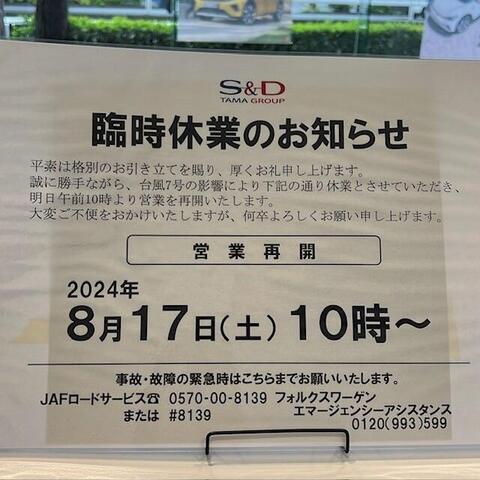 S&D
TAMA GROUP
臨時休業のお知らせ
平素は格別のお引き立てを賜り、厚くお礼申し上げます。
誠に勝手ながら、台風7号の影響により下記の通り休業とさせていただき、
明日午前10時より営業を再開いたします。
大変ご不便をおかけいたしますが、何卒よろしくお願い申し上げます。
営業再開
2024年
8月17日(土) 10時～
事故・故障の緊急時はこちらまでお願いいたします。
JAFロードサービス☎ 0570-00-8139 フォルクスワーゲン
または #8139 エマージェンシーアシスタンス
0120(993)599